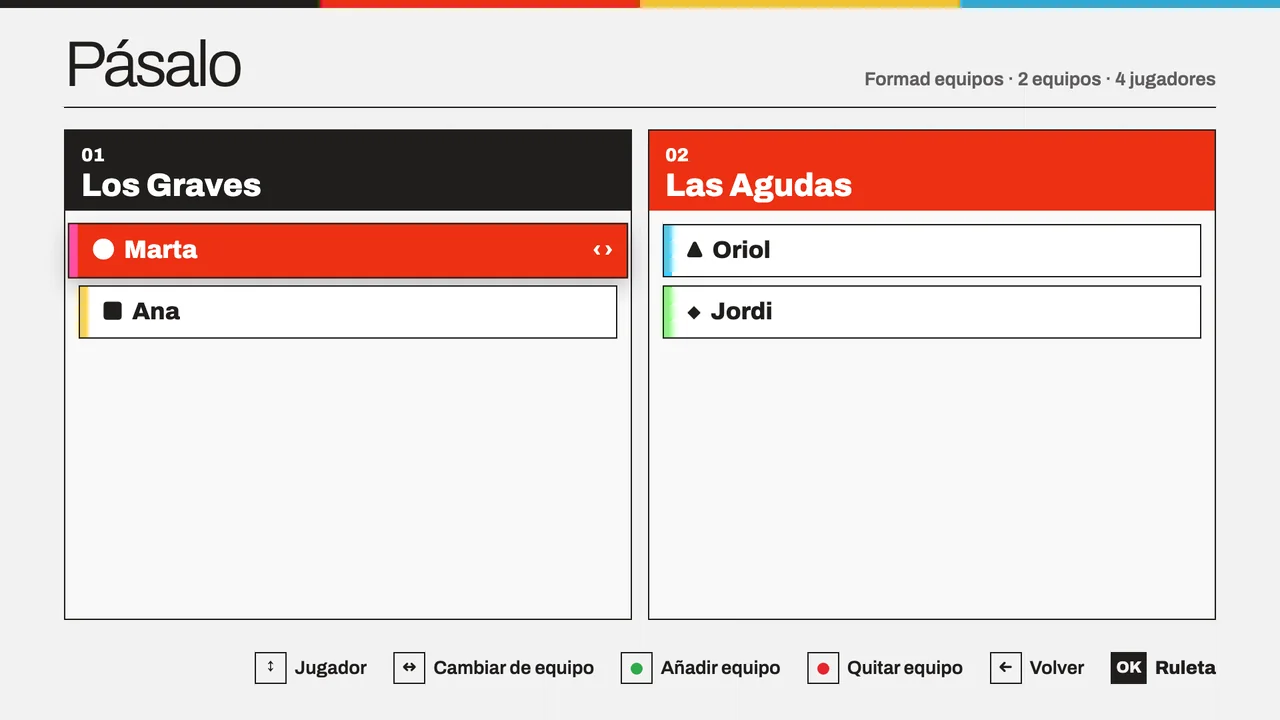 Pásalo
Formad equipos · 2 equipos · 4 jugadores
01
Los Graves
Marta
Ana
02
Las Agudas
Oriol
Jordi
Jugador
Cambiar de equipo
Añadir equipo
Quitar equipo
Volver
OK Ruleta